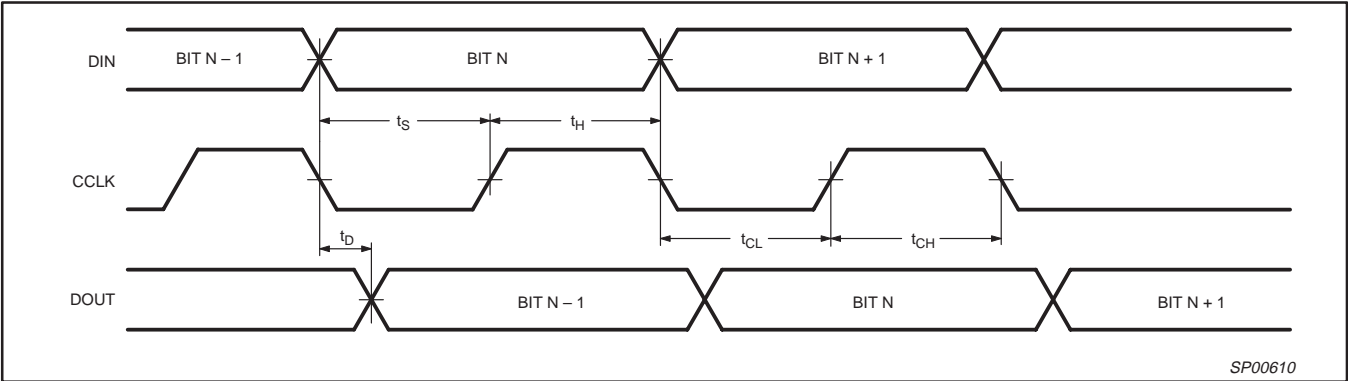 DIN BIT N – 1 BIT N BIT N + 1
tS tH
CCLK
tD tCL tCH
DOUT BIT N – 1 BIT N BIT N + 1
SP00610